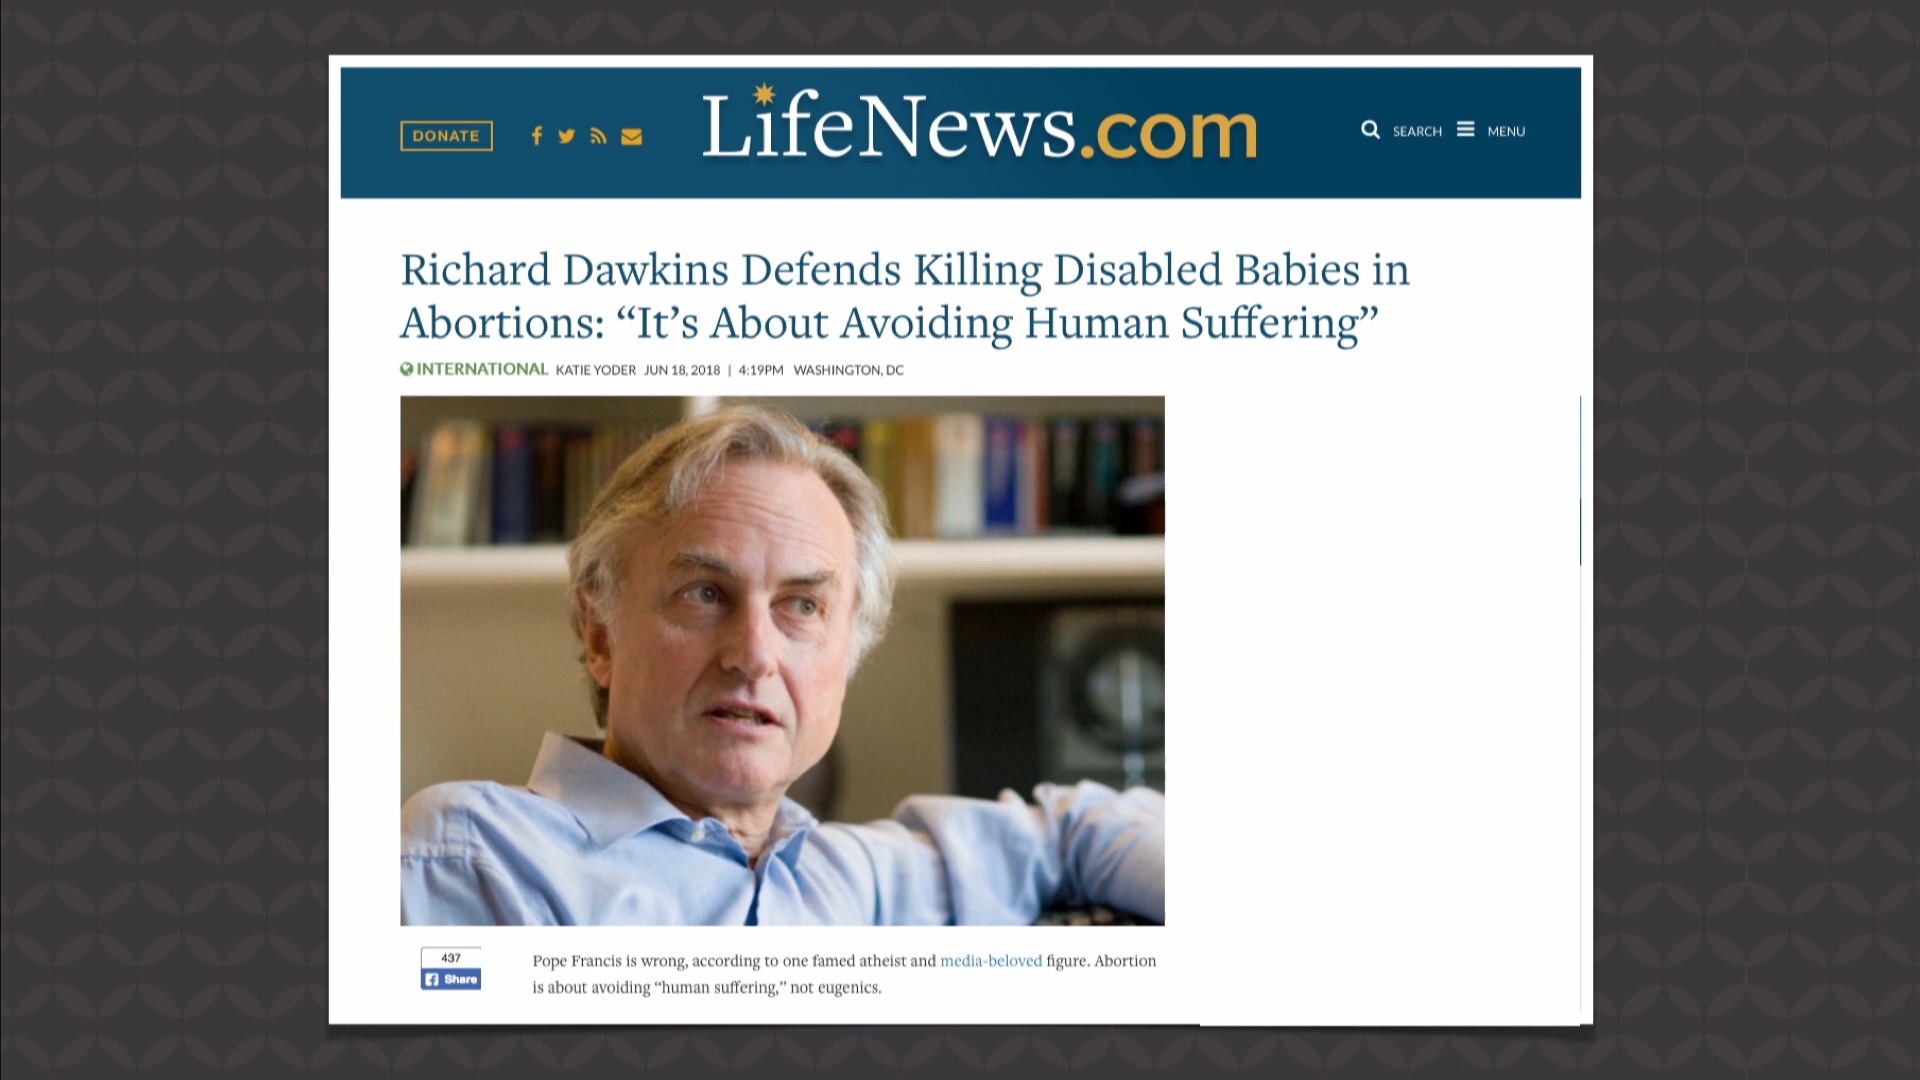 DONATE
LifeNews.com
SEARCH
MENU
Richard Dawkins Defends Killing Disabled Babies in
Abortions: “It’s About Avoiding Human Suffering”
INTERNATIONAL KATIE YODER JUN 18, 2018 | 4:19PM WASHINGTON, DC
437
Share
Pope Francis is wrong, according to one famed atheist and media-beloved figure. Abortion
is about avoiding “human suffering,” not eugenics.